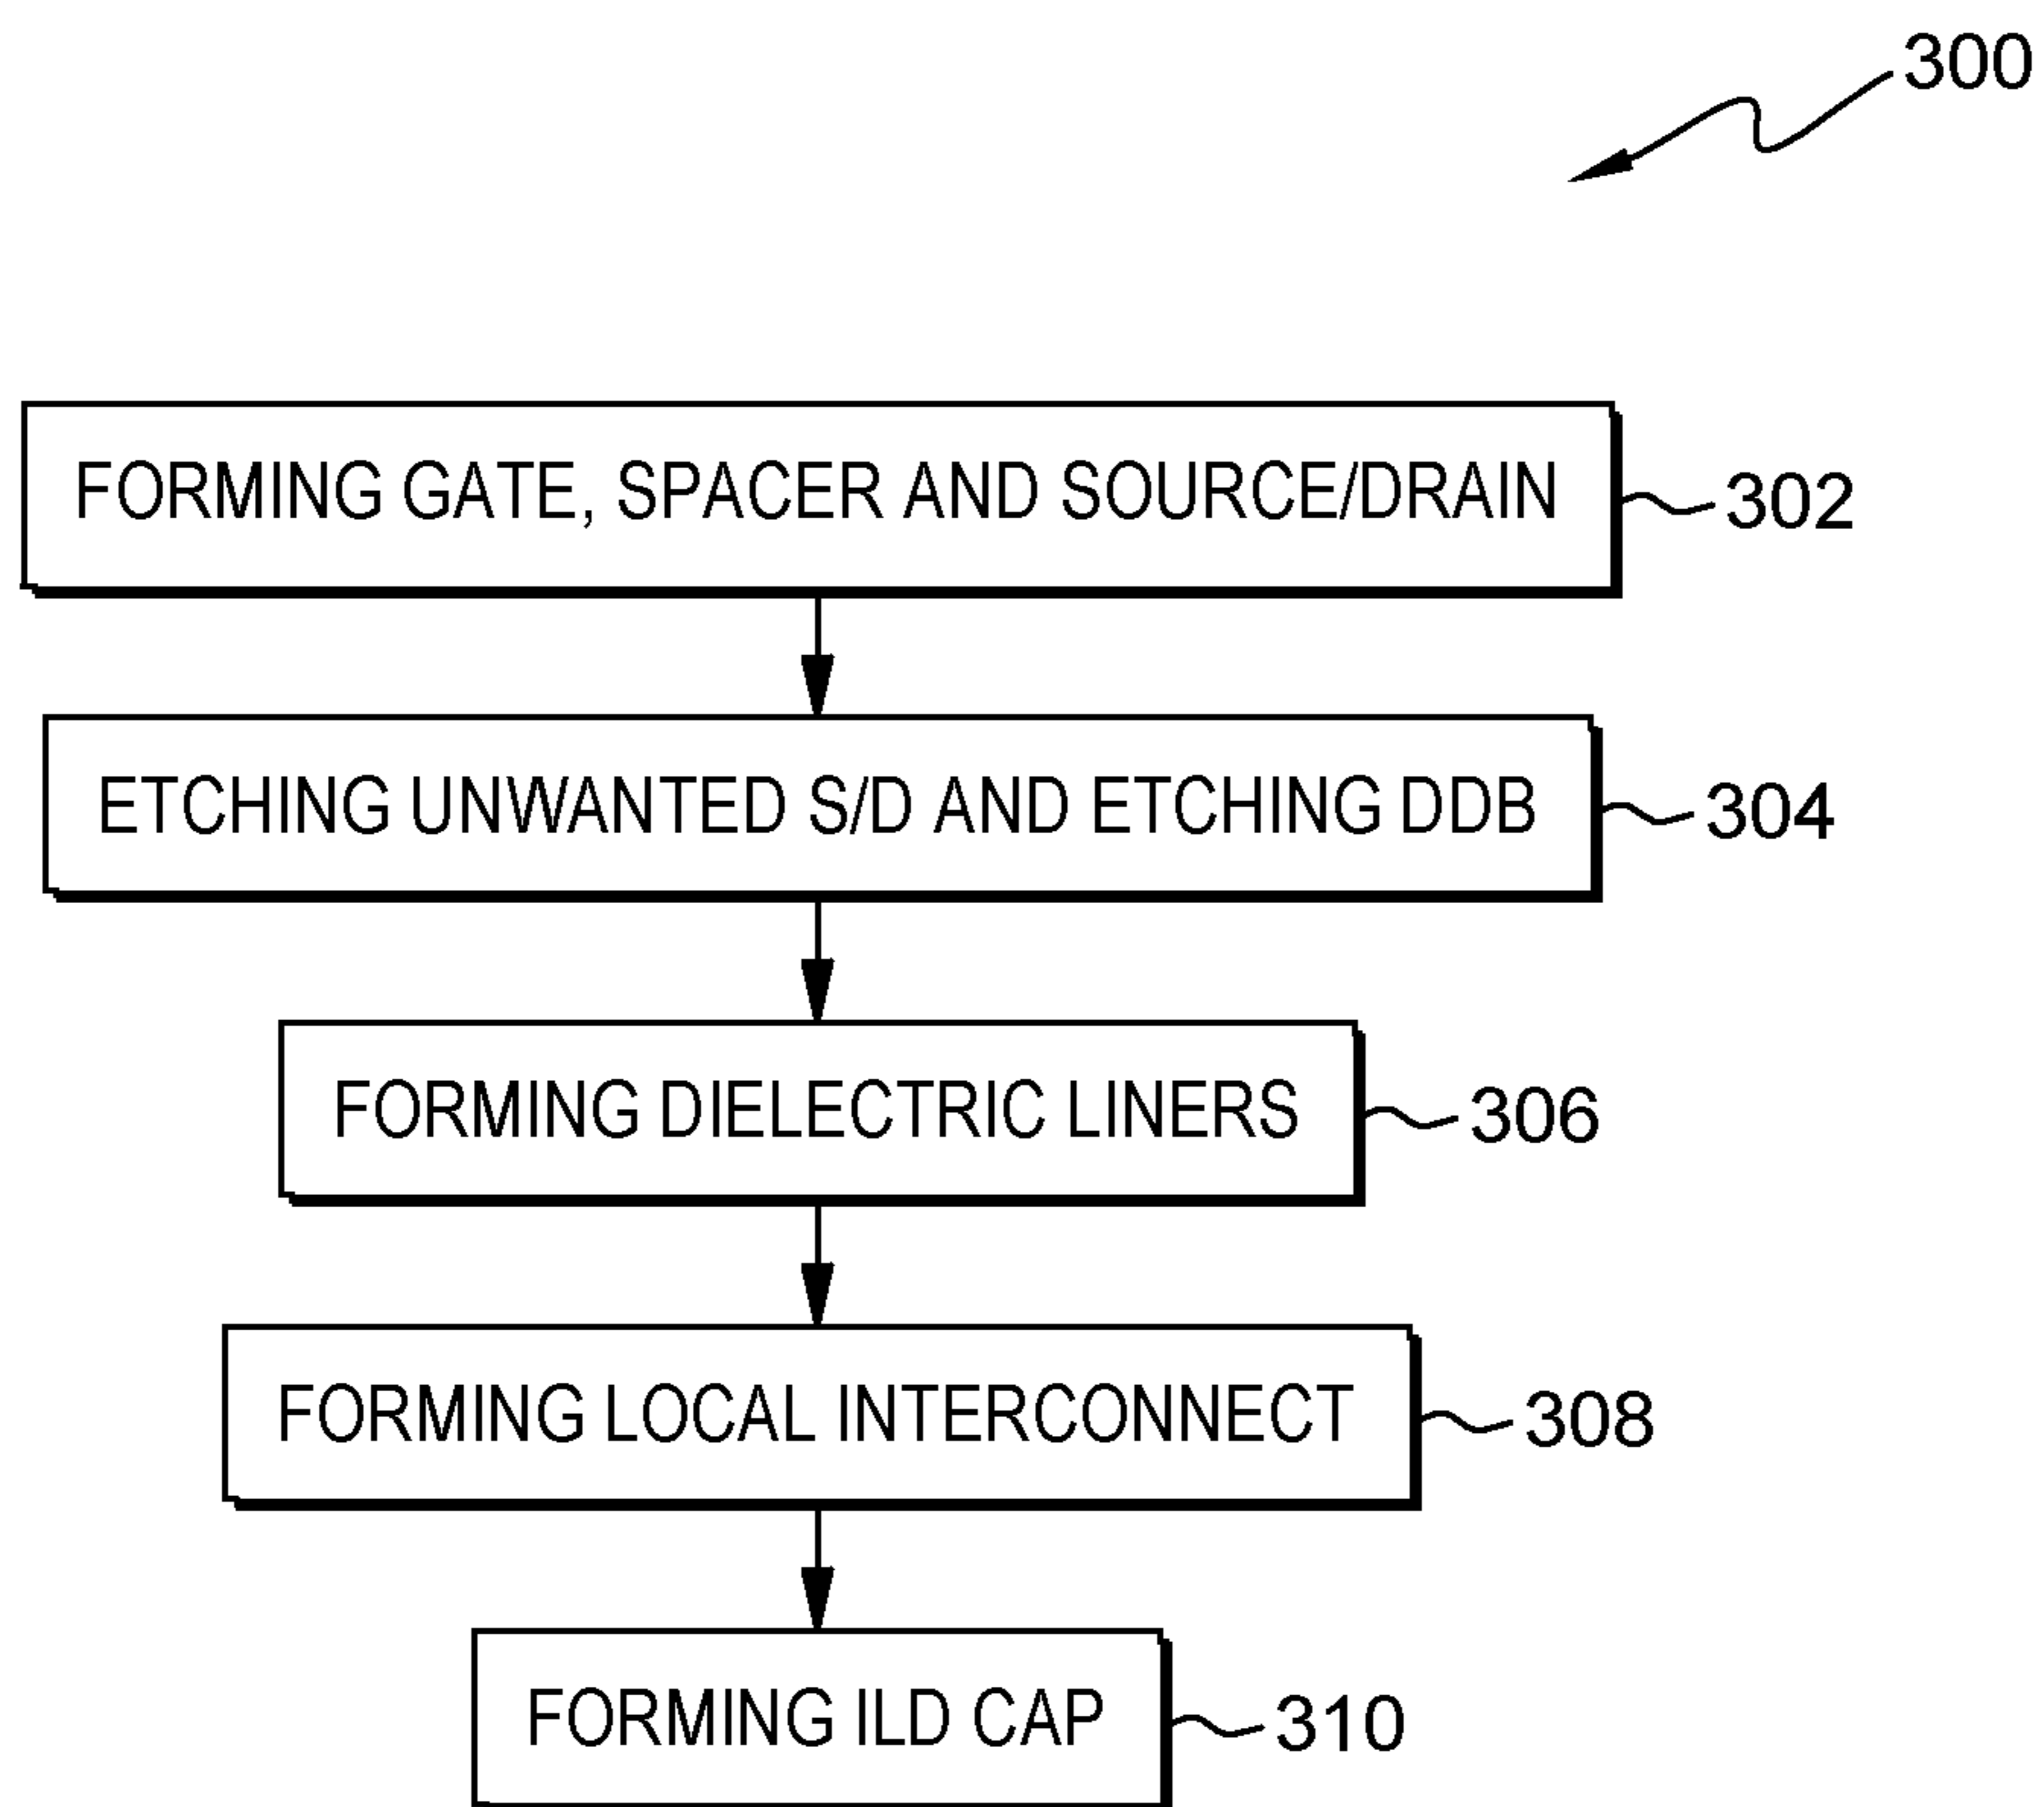 300
FORMING GATE, SPACER AND SOURCE/DRAIN
302
ETCHING UNWANTED S/D AND ETCHING DDB
304
FORMING DIELECTRIC LINERS
306
FORMING LOCAL INTERCONNECT
308
FORMING ILD CAP
310